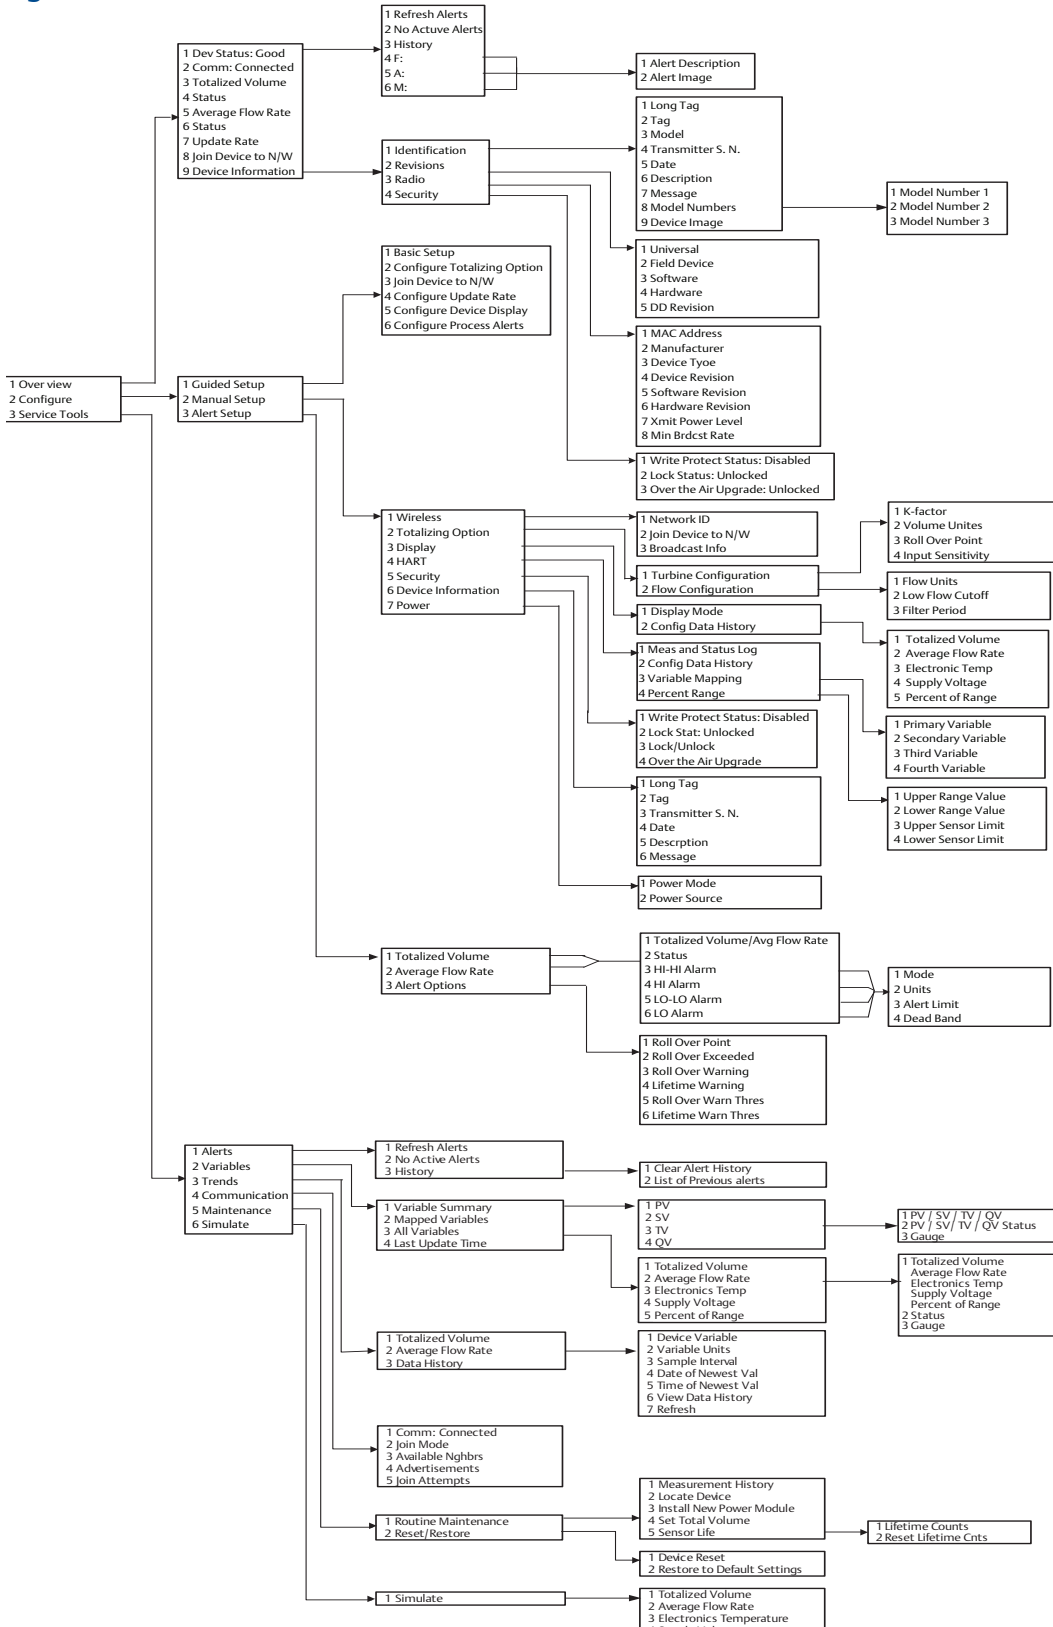 1 Refresh Alerts
2 No Actuve Alerts
3 History
4 F:
5 A:
6 M:
1 Dev Status: Good
2 Comm: Connected
3 Totalized Volume
4 Status
5 Average Flow Rate
6 Status
7 Update Rate
8 Join Device to N/W
9 Device Information
1 Alert Description
2 Alert Image
1 Identification
2 Revisions
3 Radio
4 Security
1 Long Tag
2 Tag
3 Model
4 Transmitter S. N.
5 Date
6 Description
7 Message
8 Model Numbers
9 Device Image
1 Model Number 1
2 Model Number 2
3 Model Number 3
1 Universal
2 Field Device
3 Software
4 Hardware
5 DD Revision
1 Basic Setup
2 Configure Totalizing Option
3 Join Device to N/W
4 Configure Update Rate
5 Configure Device Display
6 Configure Process Alerts
1 MAC Address
2 Manufacturer
3 Device Tyoe
4 Device Revision
5 Software Revision
6 Hardware Revision
7 Xmit Power Level
8 Min Brdcst Rate
1 Over view
2 Configure
3 Service Tools
1 Guided Setup
2 Manual Setup
3 Alert Setup
1 Write Protect Status: Disabled
2 Lock Status: Unlocked
3 Over the Air Upgrade: Unlocked
1 Wireless
2 Totalizing Option
3 Display
4 HART
5 Security
6 Device Information
7 Power
1 Network ID
2 Join Device to N/W
3 Broadcast Info
1 K-factor
2 Volume Unites
3 Roll Over Point
4 Input Sensitivity
1 Turbine Configuration
2 Flow Configuration
1 Flow Units
2 Low Flow Cutoff
3 Filter Period
1 Display Mode
2 Config Data History
1 Totalized Volume
2 Average Flow Rate
3 Electronic Temp
4 Supply Voltage
5 Percent of Range
1 Meas and Status Log
2 Config Data History
3 Variable Mapping
4 Percent Range
1 Primary Variable
2 Secondary Variable
3 Third Variable
4 Fourth Variable
1 Write Protect Status: Disabled
2 Lock Stat: Unlocked
3 Lock/Unlock
4 Over the Air Upgrade
1 Upper Range Value
2 Lower Range Value
3 Upper Sensor Limit
4 Lower Sensor Limit
1 Long Tag
2 Tag
3 Transmitter S. N.
4 Date
5 Descrption
6 Message
1 Power Mode
2 Power Source
1 Totalized Volume
2 Average Flow Rate
3 Alert Options
1 Totalized Volume/Avg Flow Rate
2 Status
3 HI-HI Alarm
4 HI Alarm
5 LO-LO Alarm
6 LO Alarm
1 Mode
2 Units
3 Alert Limit
4 Dead Band
1 Roll Over Point
2 Roll Over Exceeded
3 Roll Over Warning
4 Lifetime Warning
5 Roll Over Warn Thres
6 Lifetime Warn Thres
1 Alerts
2 Variables
3 Trends
4 Communication
5 Maintenance
6 Simulate
1 Refresh Alerts
2 No Active Alerts
3 History
1 Clear Alert History
2 List of Previous alerts
1 Variable Summary
2 Mapped Variables
3 All Variables
4 Last Update Time
1 PV
2 SV
3 TV
4 QV
1 PV / SV / TV / QV
2 PV / SV/ TV / QV Status
3 Gauge
1 Totalized Volume
2 Average Flow Rate
3 Electronics Temp
4 Supply Voltage
5 Percent of Range
1 Totalized Volume
Average Flow Rate
Electronics Temp
Supply Voltage
Percent of Range
2 Status
3 Gauge
1 Totalized Volume
2 Average Flow Rate
3 Data History
1 Device Variable
2 Variable Units
3 Sample Interval
4 Date of Newest Val
5 Time of Newest Val
6 View Data History
7 Refresh
1 Comm: Connected
2 Join Mode
3 Available Nghbrs
4 Advertisements
5 Join Attempts
1 Routine Maintenance
2 Reset/Restore
1 Measurement History
2 Locate Device
3 Install New Power Module
4 Set Total Volume
5 Sensor Life
1 Lifetime Counts
2 Reset Lifetime Cnts
1 Device Reset
2 Restore to Default Settings
1 Simulate
1 Totalized Volume
2 Average Flow Rate
3 Electronics Temperature